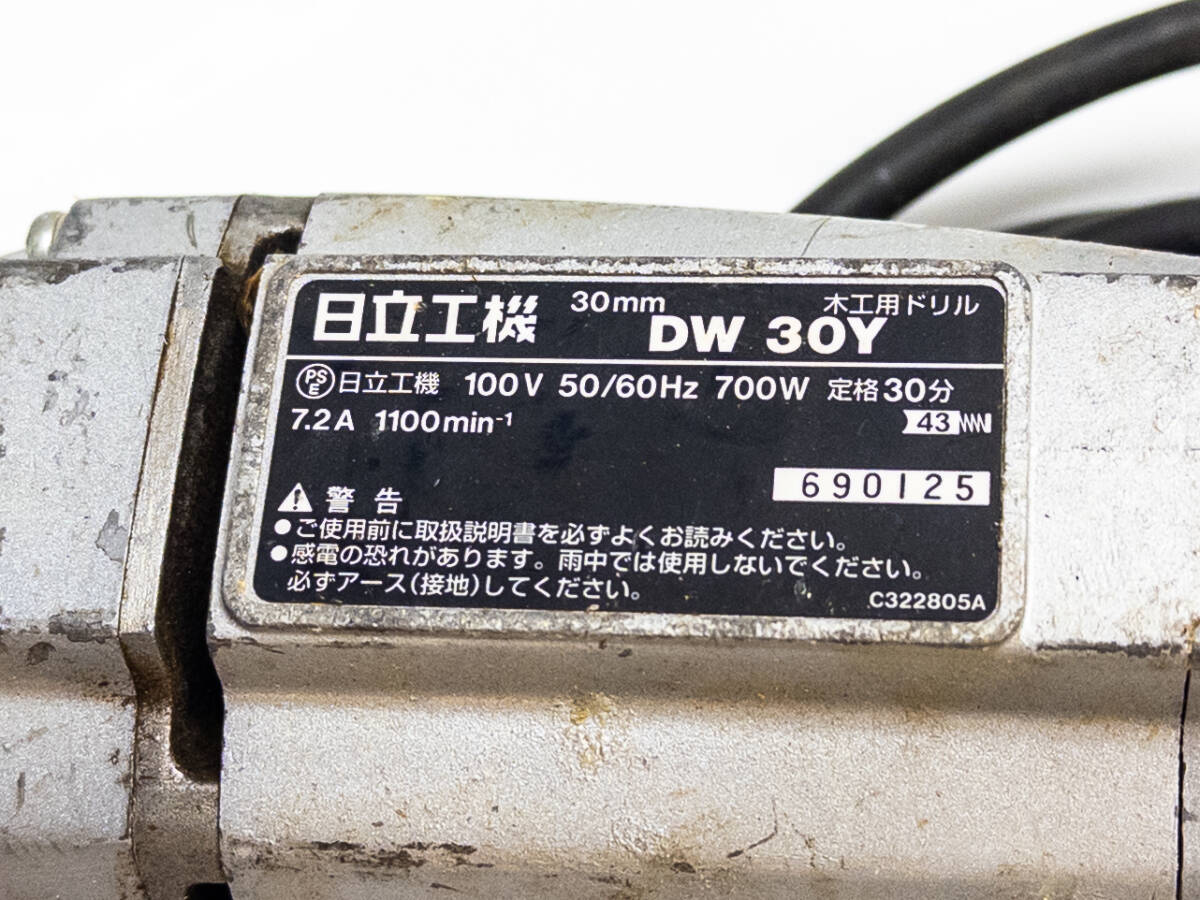 日立工機 30mm DW 30Y 木工用ドリル
PSE 日立工機 100V 50/60Hz 700W 定格30分
7.2A 1100min⁻¹ 43
690125
警告
●ご使用前に取扱説明書を必ずよくお読みください。
●感電の恐れがあります。雨中では使用しないでください。
必ずアース(接地)してください。
C322805A